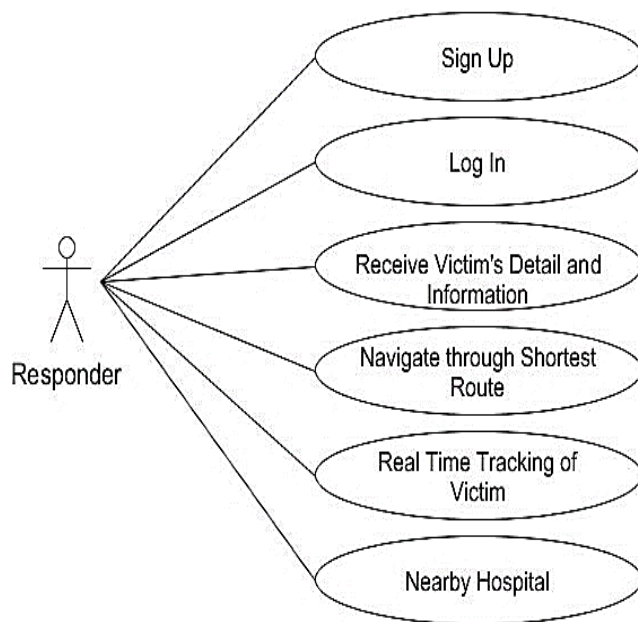 Sign Up
Log In
Receive Victim's Detail and
Information
Responder
Navigate through Shortest
Route
Real Time Tracking of
Victim
Nearby Hospital